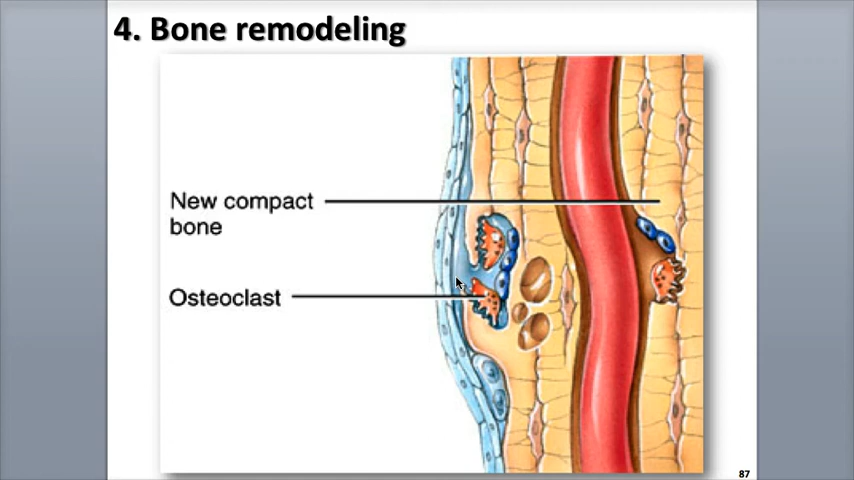 4. Bone remodeling
New compact
bone
Osteoclast
87